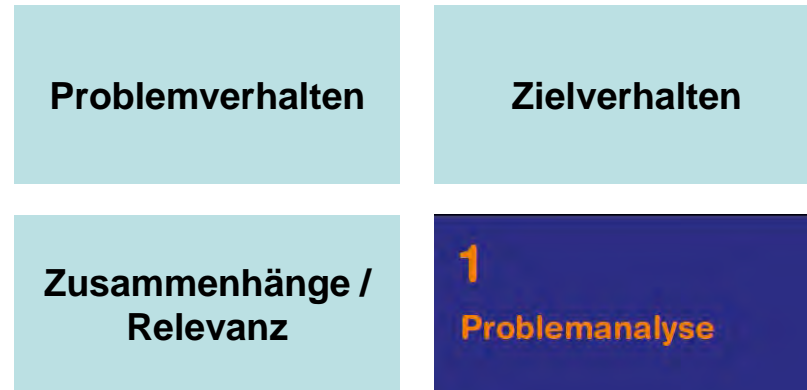 Problemverhalten
Zielverhalten
Zusammenhänge /
Relevanz
1
Problemanalyse